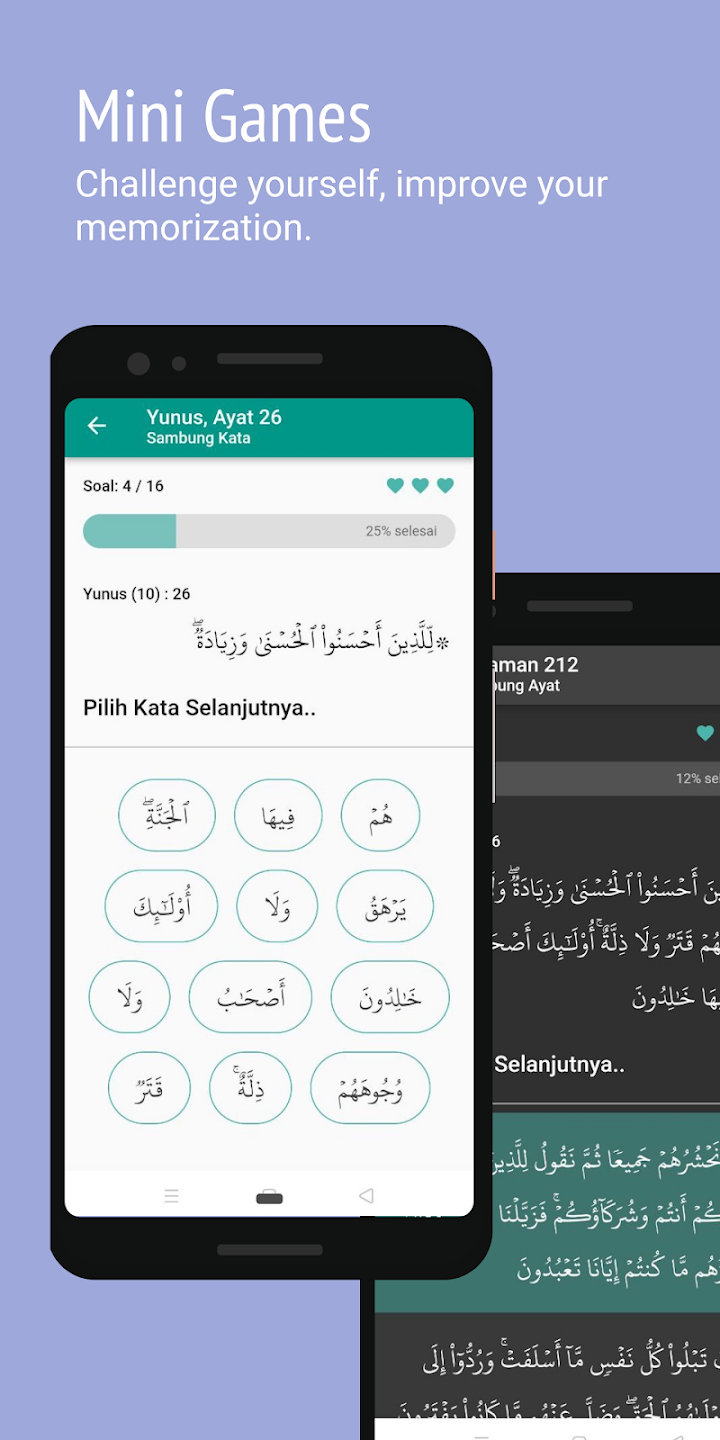 Mini Games
Challenge yourself, improve your
memorization.
Yunus, Ayat 26
Sambung Kata
Soal: 4 / 16
25% selesai
Yunus (10) : 26
۞لِّلَّذِينَ أَحۡسَنُواْ ٱلۡحُسۡنَىٰ وَزِيَادَةٞۖ
Pilih Kata Selanjutnya..
هُمۡ فِيهَا ٱلۡجَنَّةِۖ
يَرۡهَقُ وَلَا أُوْلَٰٓئِكَ
خَٰلِدُونَ أَصۡحَٰبُ وَلَا
وُجُوهَهُمۡ ذِلَّةٌۚ قَتَرٞ
aman 212
bung Ayat
12% sel
6
أَحۡسَنُواْ ٱلۡحُسۡنَىٰ وَزِيَادَةٞۖ
قَتَرٞ وَلَا ذِلَّةٌۚ أُوْلَٰٓئِكَ
خَٰلِدُونَ
Selanjutnya..
نَحۡشُرُهُمۡ جَمِيعٗا ثُمَّ نَقُولُ لِلَّذِينَ
أَنتُمۡ وَشُرَكَآؤُكُمۡۚ فَزَيَّلۡنَا
مَّا كُنتُمۡ إِيَّانَا تَعۡبُدُونَ
تَبۡلُواْ كُلُّ نَفۡسٖ مَّآ أَسۡلَفَتۡۚ وَرُدُّوٓاْ إِلَى